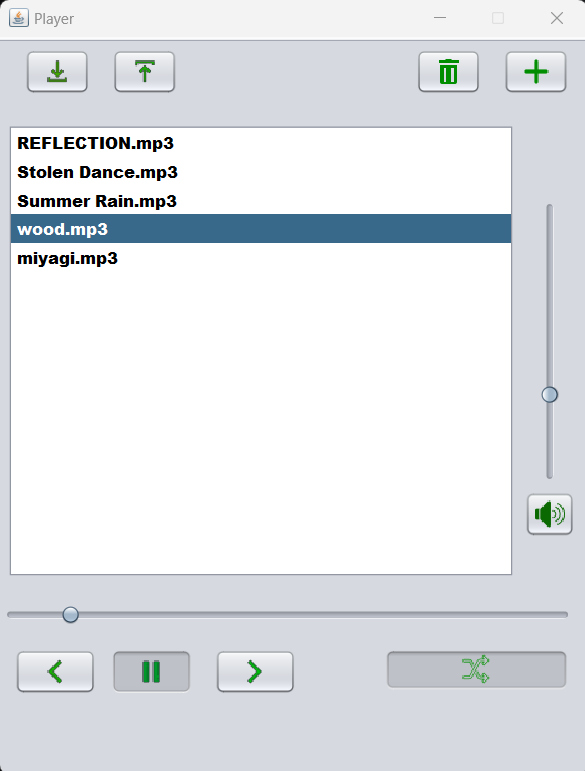 Player
REFLECTION.mp3
Stolen Dance.mp3
Summer Rain.mp3
wood.mp3
miyagi.mp3